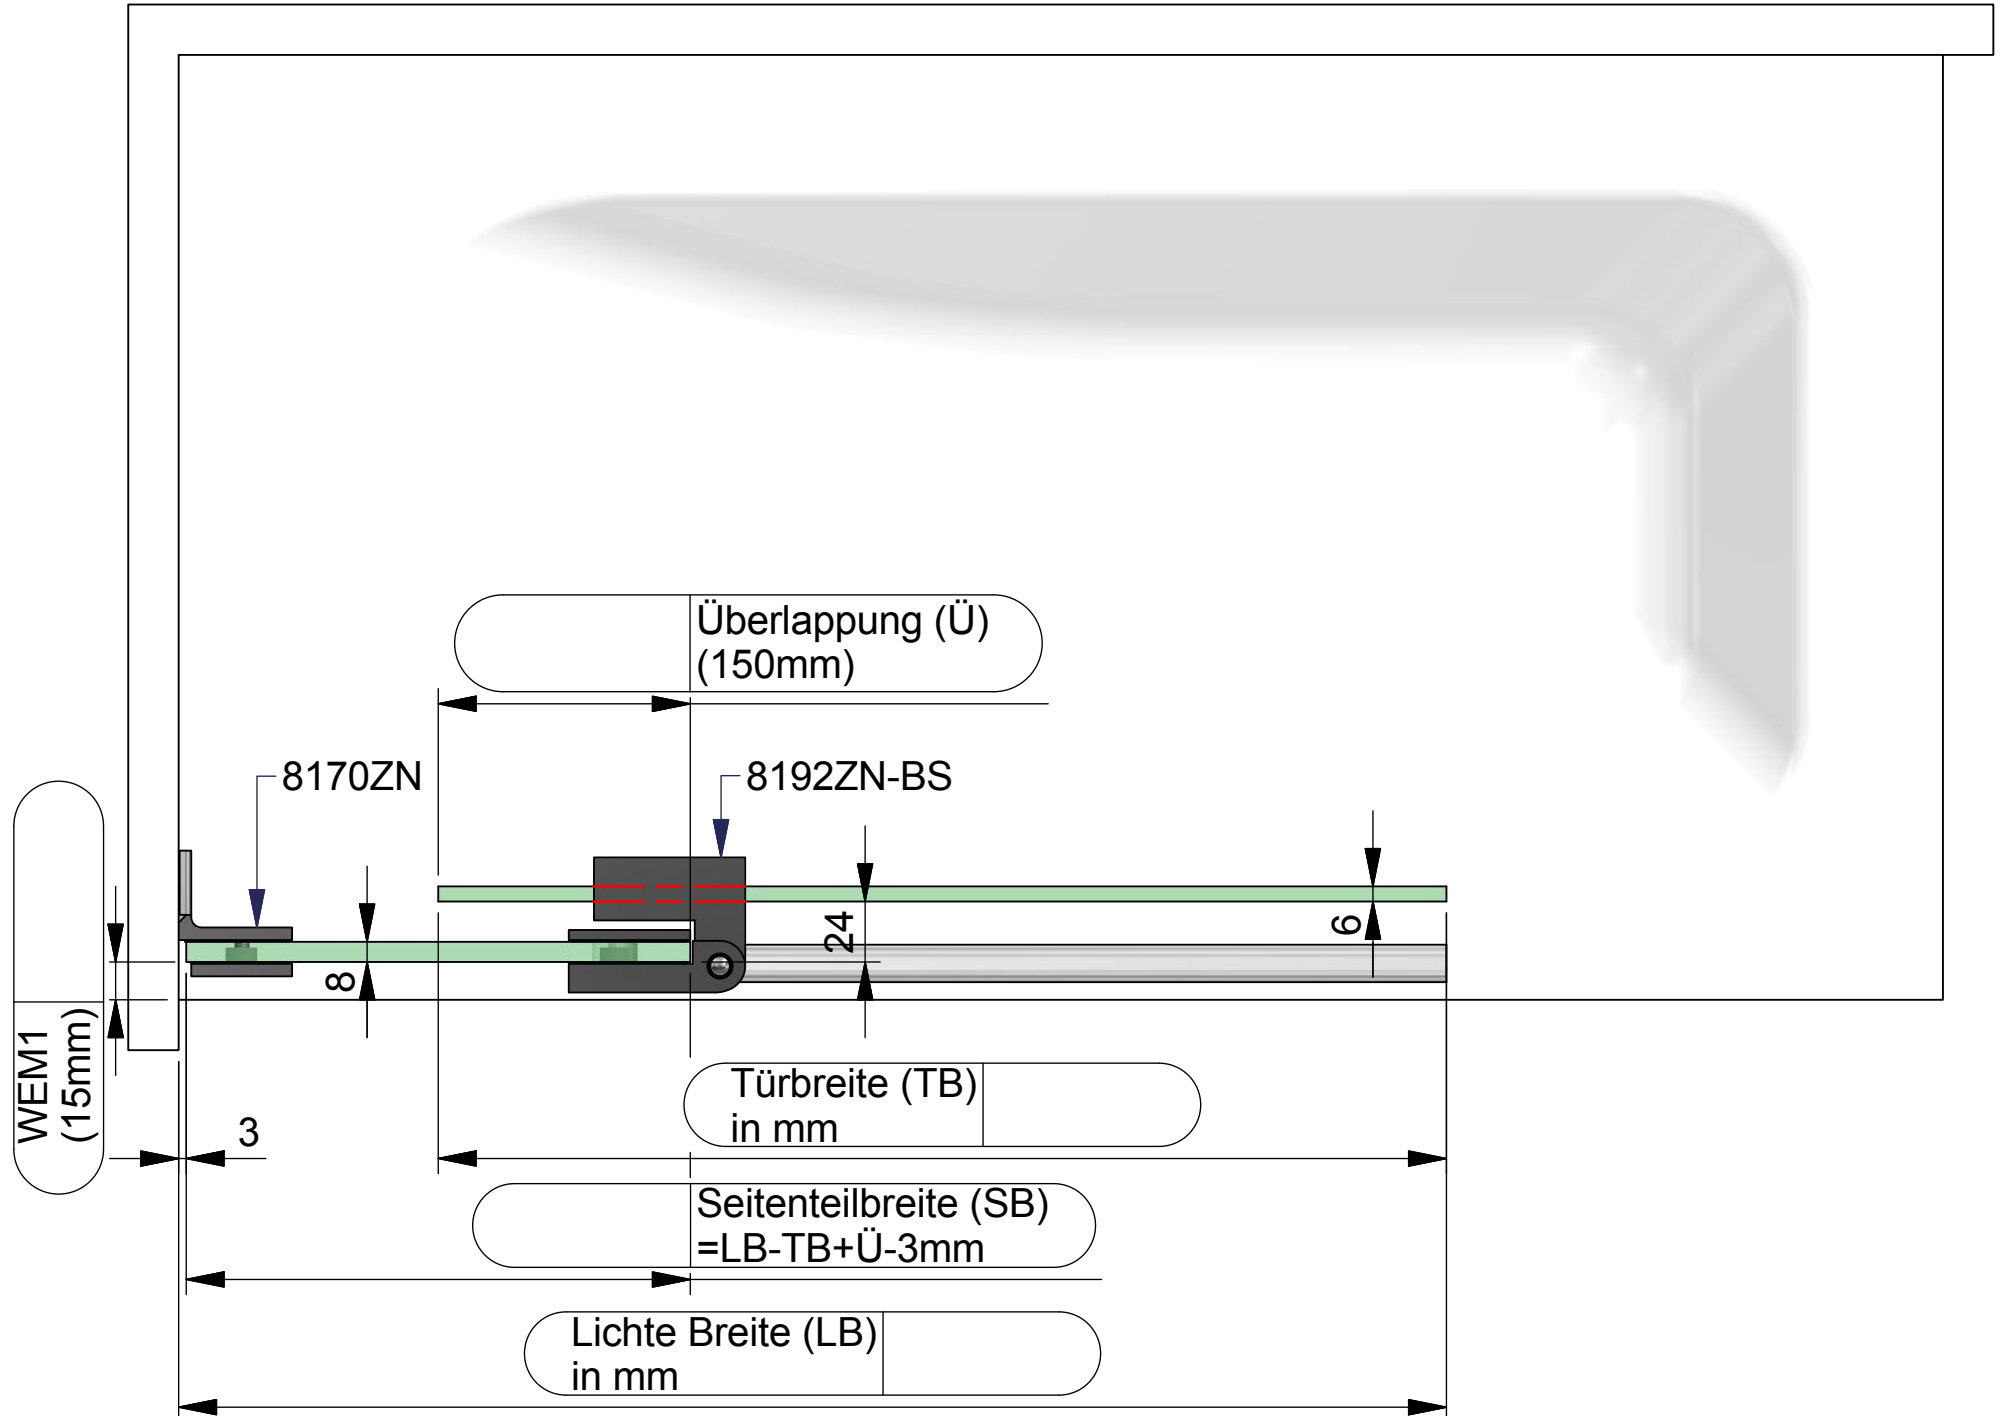 Überlappung (Ü)
(150mm)
8170ZN
8192ZN-BS
24
6
8
WEM1
(15mm)
Türbreite (TB)
in mm
3
Seitenteilbreite (SB)
=LB-TB+Ü-3mm
Lichte Breite (LB)
in mm